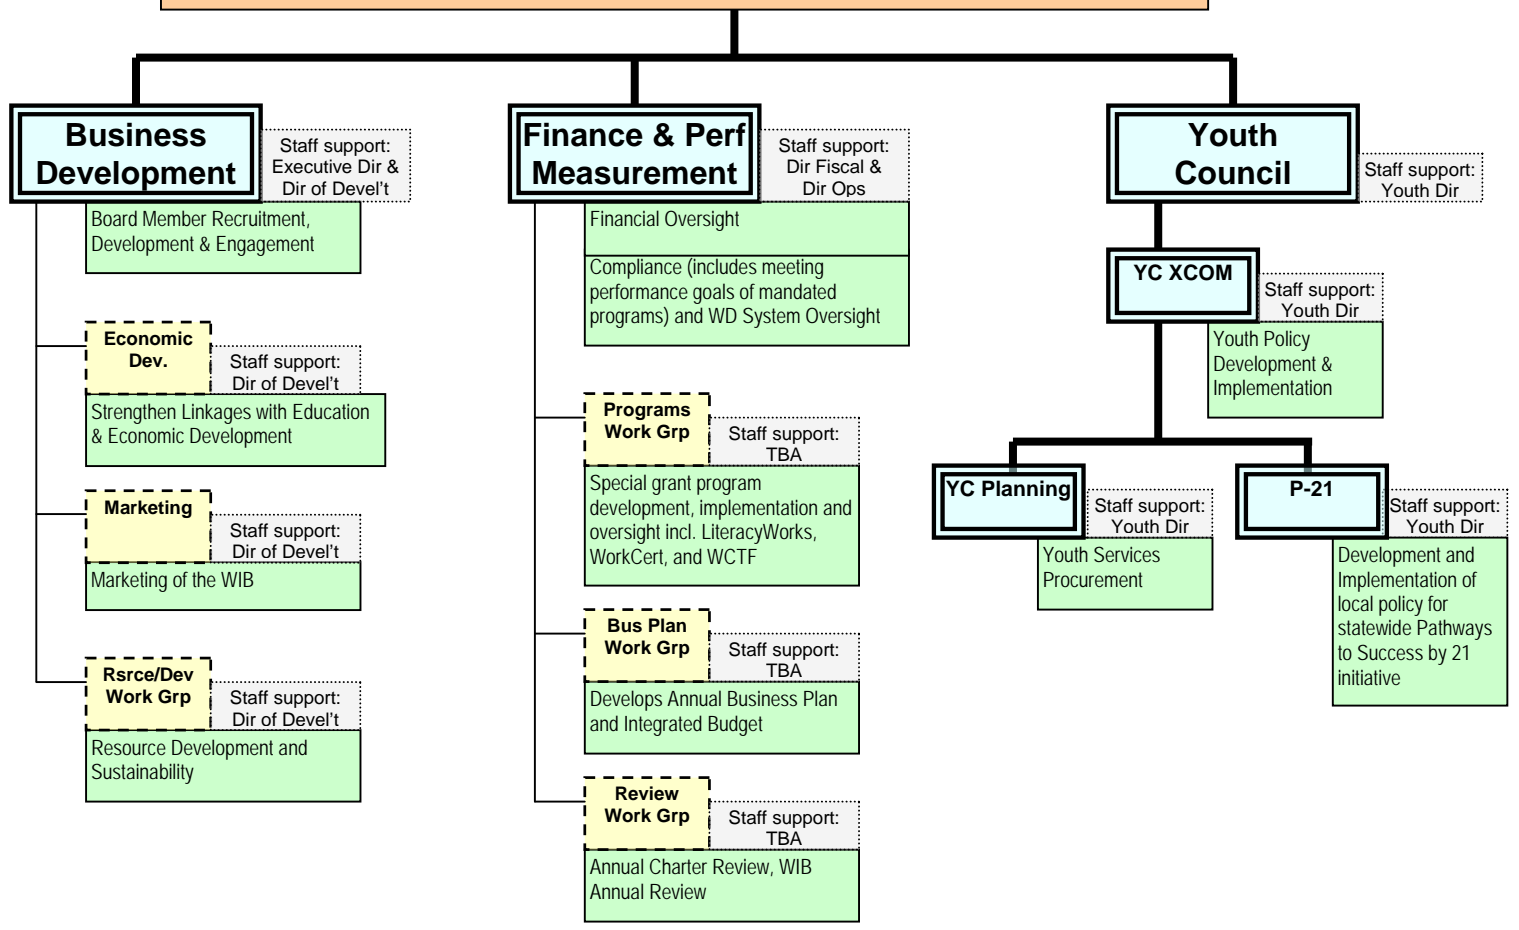 Business
Development
Staff support:
Executive Dir &
Dir of Devel't
Board Member Recruitment,
Development & Engagement
Economic
Dev.
Staff support:
Dir of Devel't
Strengthen Linkages with Education
& Economic Development
Marketing
Staff support:
Dir of Devel't
Marketing of the WIB
Rsrce/Dev
Work Grp
Staff support:
Dir of Devel't
Resource Development and
Sustainability
Finance & Perf
Measurement
Staff support:
Dir Fiscal &
Dir Ops
Financial Oversight
Compliance (includes meeting
performance goals of mandated
programs) and WD System Oversight
Programs
Work Grp
Staff support:
TBA
Special grant program
development, implementation and
oversight incl. LiteracyWorks,
WorkCert, and WCTF
Bus Plan
Work Grp
Staff support:
TBA
Develops Annual Business Plan
and Integrated Budget
Review
Work Grp
Staff support:
TBA
Annual Charter Review, WIB
Annual Review
Youth
Council
Staff support:
Youth Dir
YC XCOM
Staff support:
Youth Dir
Youth Policy
Development &
Implementation
YC Planning
Staff support:
Youth Dir
Youth Services
Procurement
P-21
Staff support:
Youth Dir
Development and
Implementation of
local policy for
statewide Pathways
to Success by 21
initiative